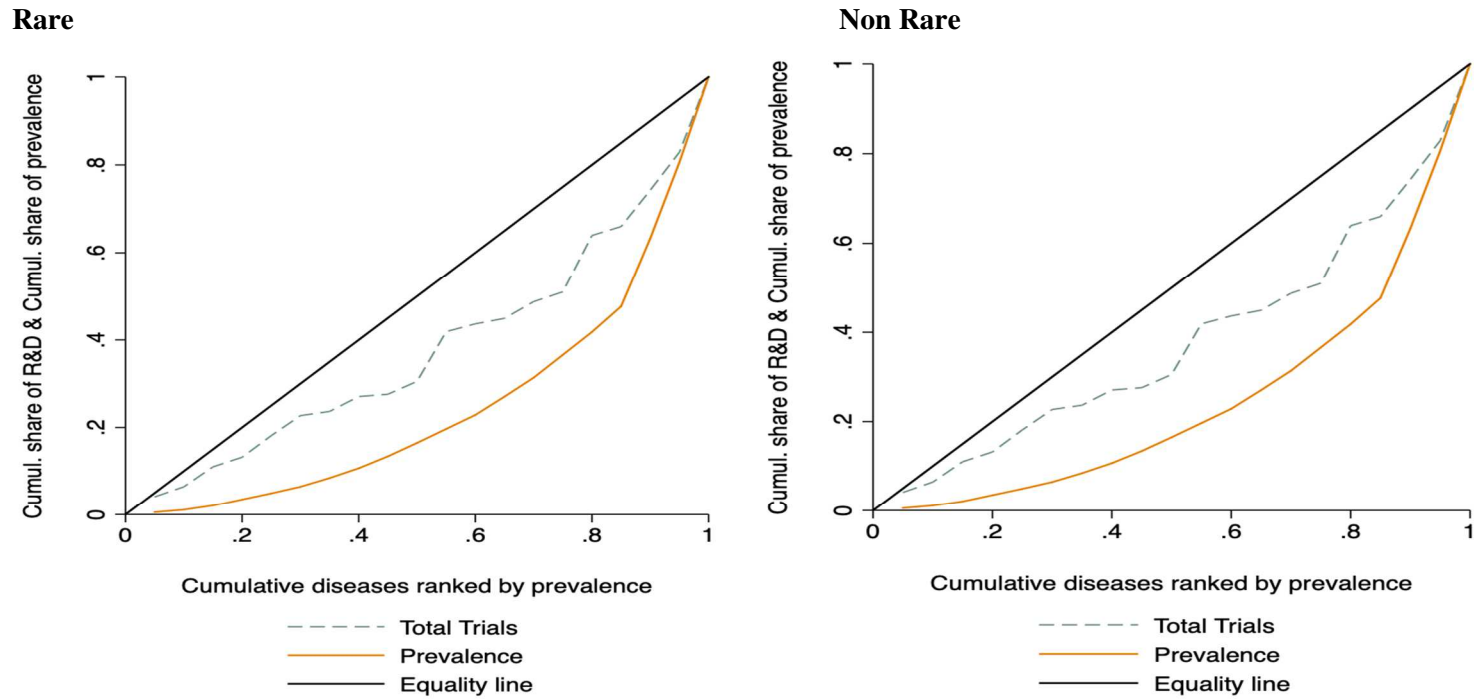 Rare
Cumul. share of R&D & Cumul. share of prevalence
1
.8
.6
.4
.2
0
0 .2 .4 .6 .8 1
Cumulative diseases ranked by prevalence
Total Trials
Prevalence
Equality line
Non Rare
Cumul. share of R&D & Cumul. share of prevalence
1
.8
.6
.4
.2
0
0 .2 .4 .6 .8 1
Cumulative diseases ranked by prevalence
Total Trials
Prevalence
Equality line